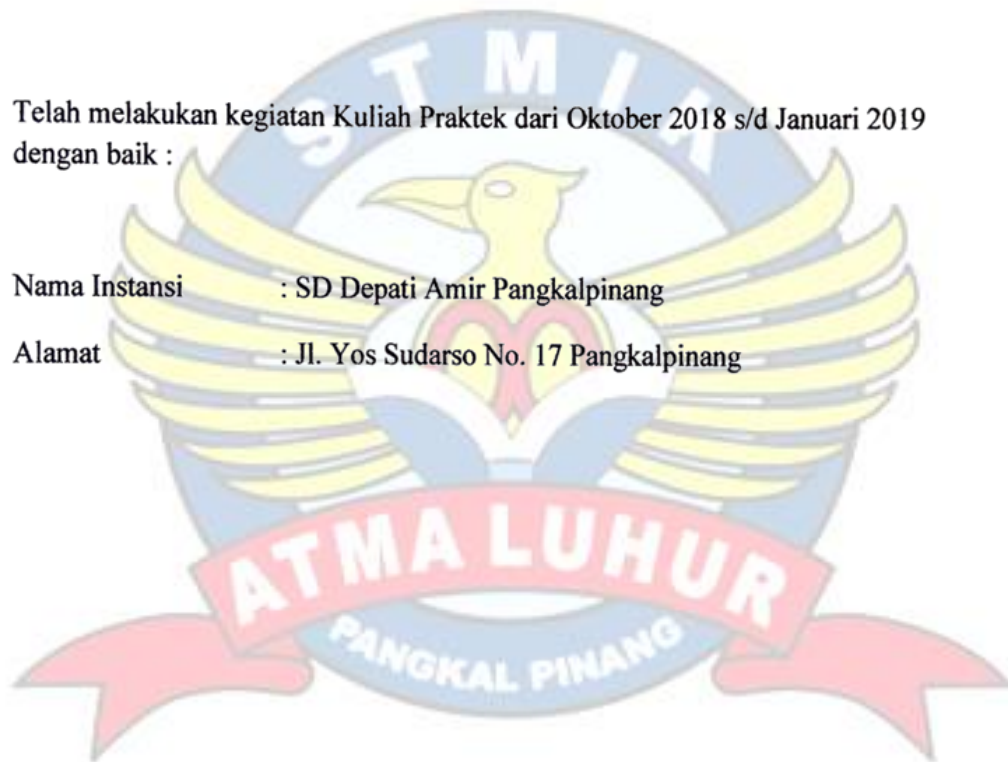 STMIK
Telah melakukan kegiatan Kuliah Praktek dari Oktober 2018 s/d Januari 2019
dengan baik :
Nama Instansi : SD Depati Amir Pangkalpinang
Alamat : Jl. Yos Sudarso No. 17 Pangkalpinang
ATMA LUHUR
PANGKAL PINANG